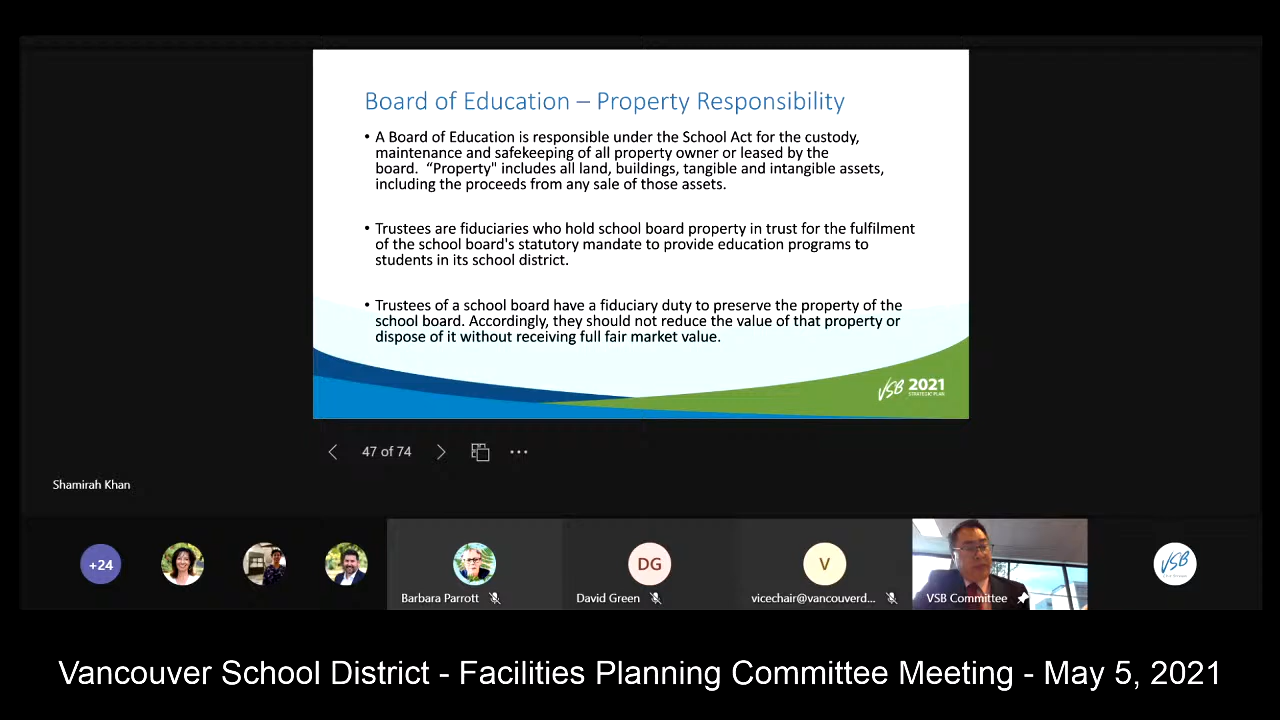 Board of Education – Property Responsibility
• A Board of Education is responsible under the School Act for the custody,
maintenance and safekeeping of all property owner or leased by the
board.  “Property" includes all land, buildings, tangible and intangible assets,
including the proceeds from any sale of those assets.
• Trustees are fiduciaries who hold school board property in trust for the fulfilment
of the school board's statutory mandate to provide education programs to
students in its school district.
• Trustees of a school board have a fiduciary duty to preserve the property of the
school board. Accordingly, they should not reduce the value of that property or
dispose of it without receiving full fair market value.
VSB 2021
STRATEGIC PLAN
47 of 74
Shamirah Khan
+24
DG
V
VSB
Barbara Parrott
David Green
vicechair@vancouverd...
VSB Committee
Vancouver School District - Facilities Planning Committee Meeting - May 5, 2021